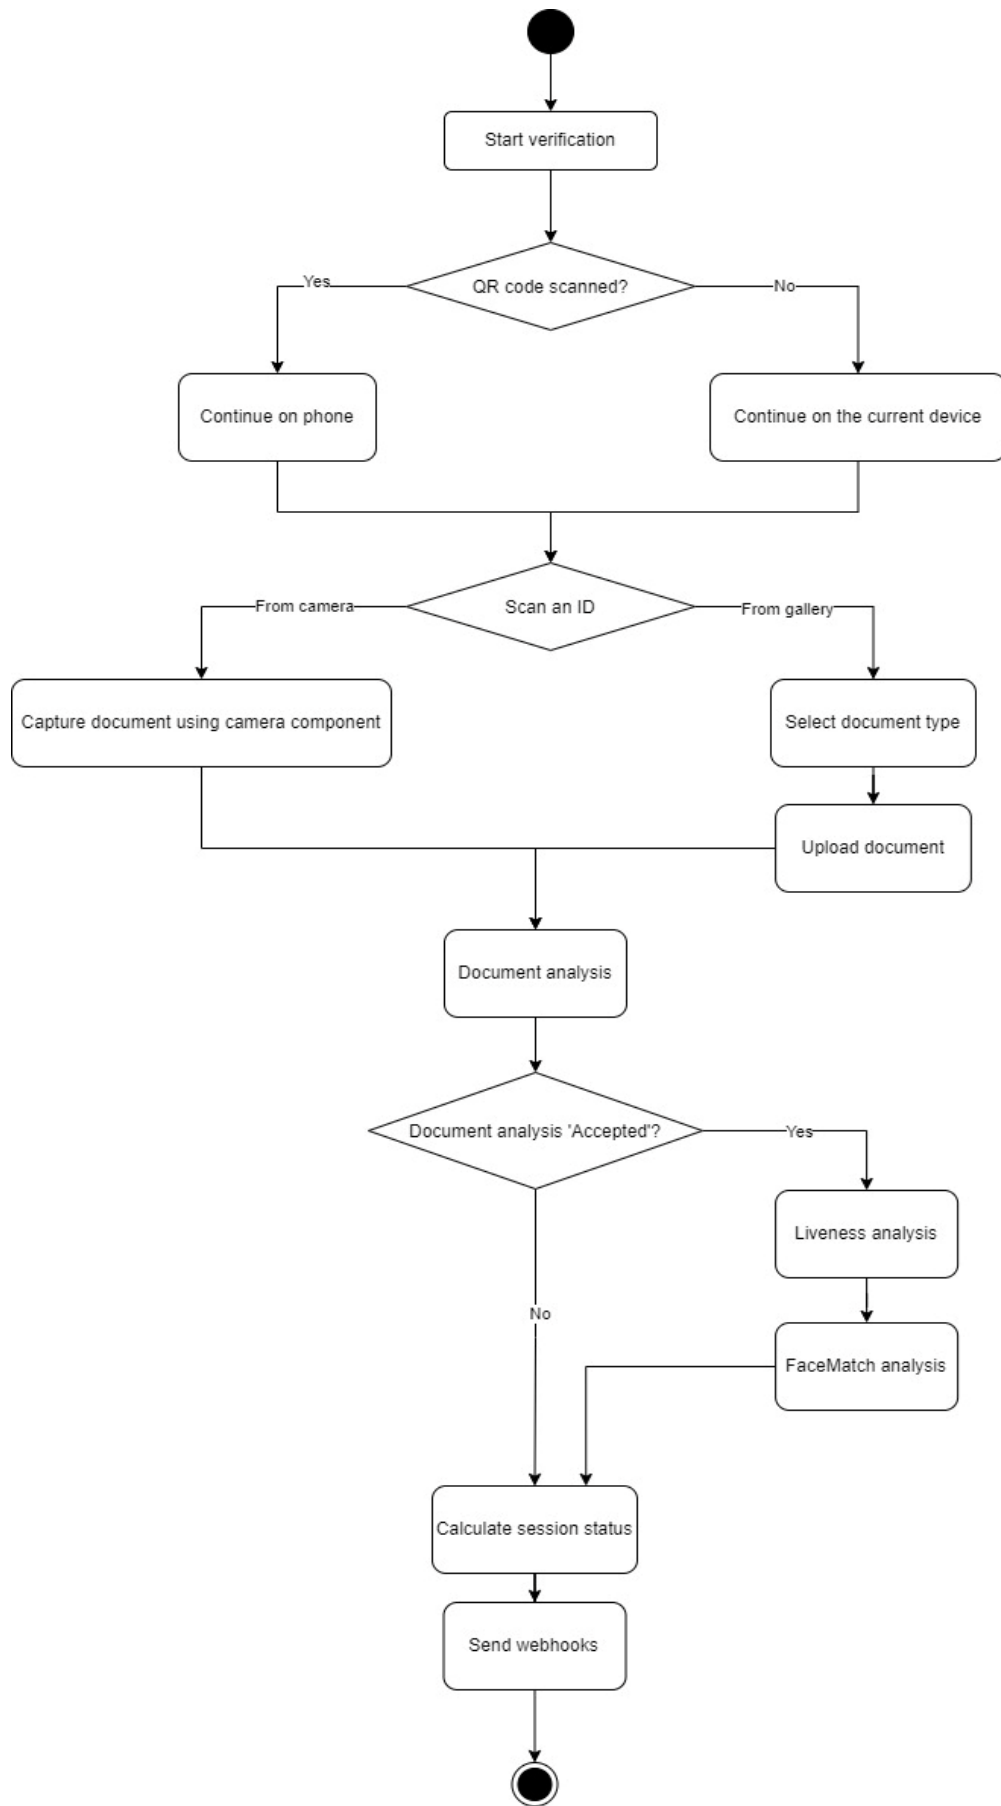 Start verification
Yes
QR code scanned?
No
Continue on phone
Continue on the current device
From camera
Scan an ID
From gallery
Capture document using camera component
Select document type
Upload document
Document analysis
Document analysis 'Accepted'?
Yes
Liveness analysis
No
FaceMatch analysis
Calculate session status
Send webhooks